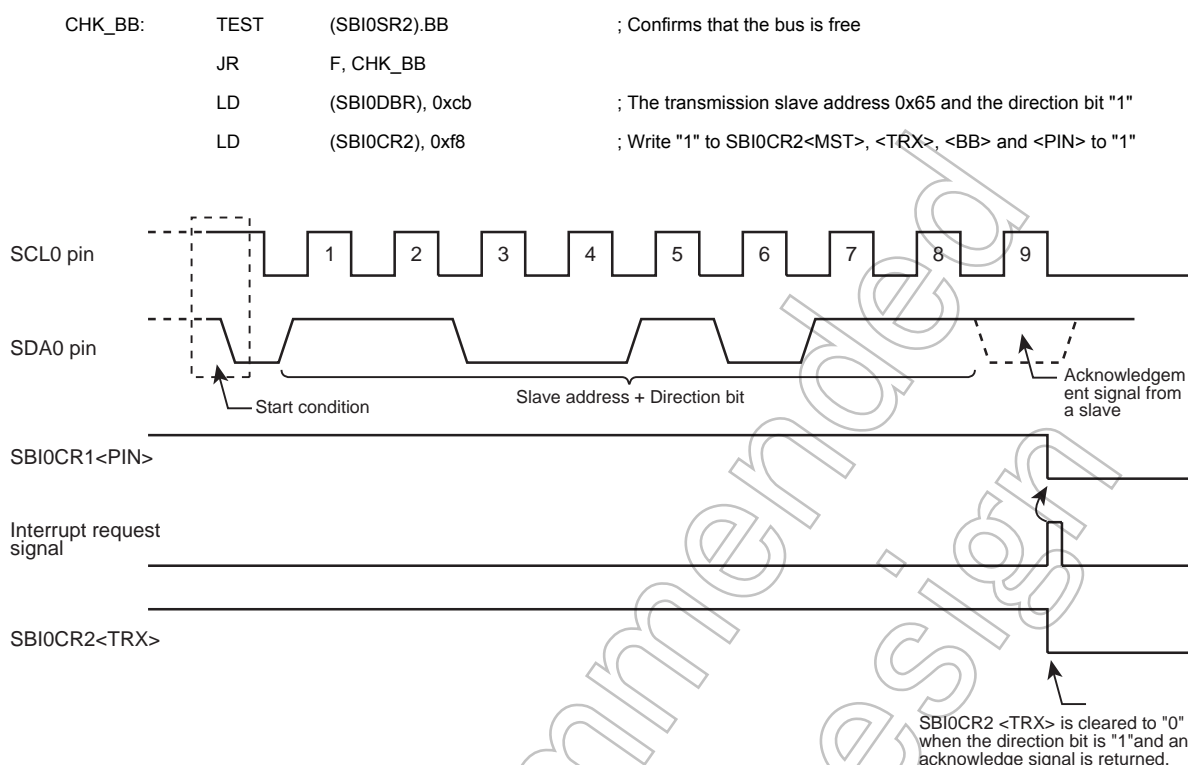 CHK_BB: TEST (SBI0SR2).BB ; Confirms that the bus is free
JR F, CHK_BB
LD (SBI0DBR), 0xcb ; The transmission slave address 0x65 and the direction bit "1"
LD (SBI0CR2), 0xf8 ; Write "1" to SBI0CR2<MST>, <TRX>, <BB> and <PIN> to "1"
SCL0 pin
1 2 3 4 5 6 7 8 9
SDA0 pin
Start condition
Slave address + Direction bit
Acknowledgem
ent signal from
a slave
SBI0CR1<PIN>
Interrupt request
signal
SBI0CR2<TRX>
SBI0CR2 <TRX> is cleared to "0"
when the direction bit is "1"and an
acknowledge signal is returned.
mmended
esign